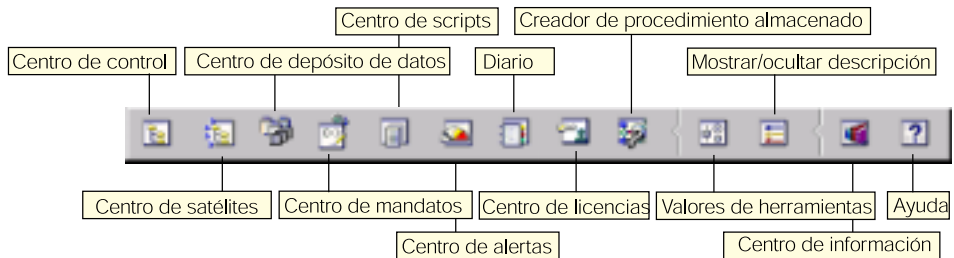 Centro de scripts
Creador de procedimiento almacenado
Centro de control
Centro de depósito de datos
Diario
Mostrar/ocultar descripción
Centro de satélites
Centro de mandatos
Centro de licencias
Valores de herramientas
Ayuda
Centro de alertas
Centro de información